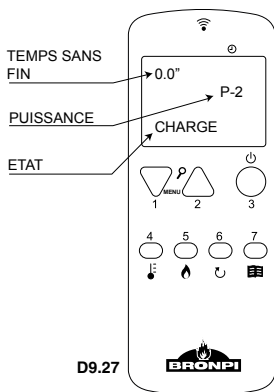 TEMPS SANS
FIN
0.0"
P-2
PUISSANCE
CHARGE
ETAT
MENU
1 2 3
4 5 6 7
D9.27
BRONPI